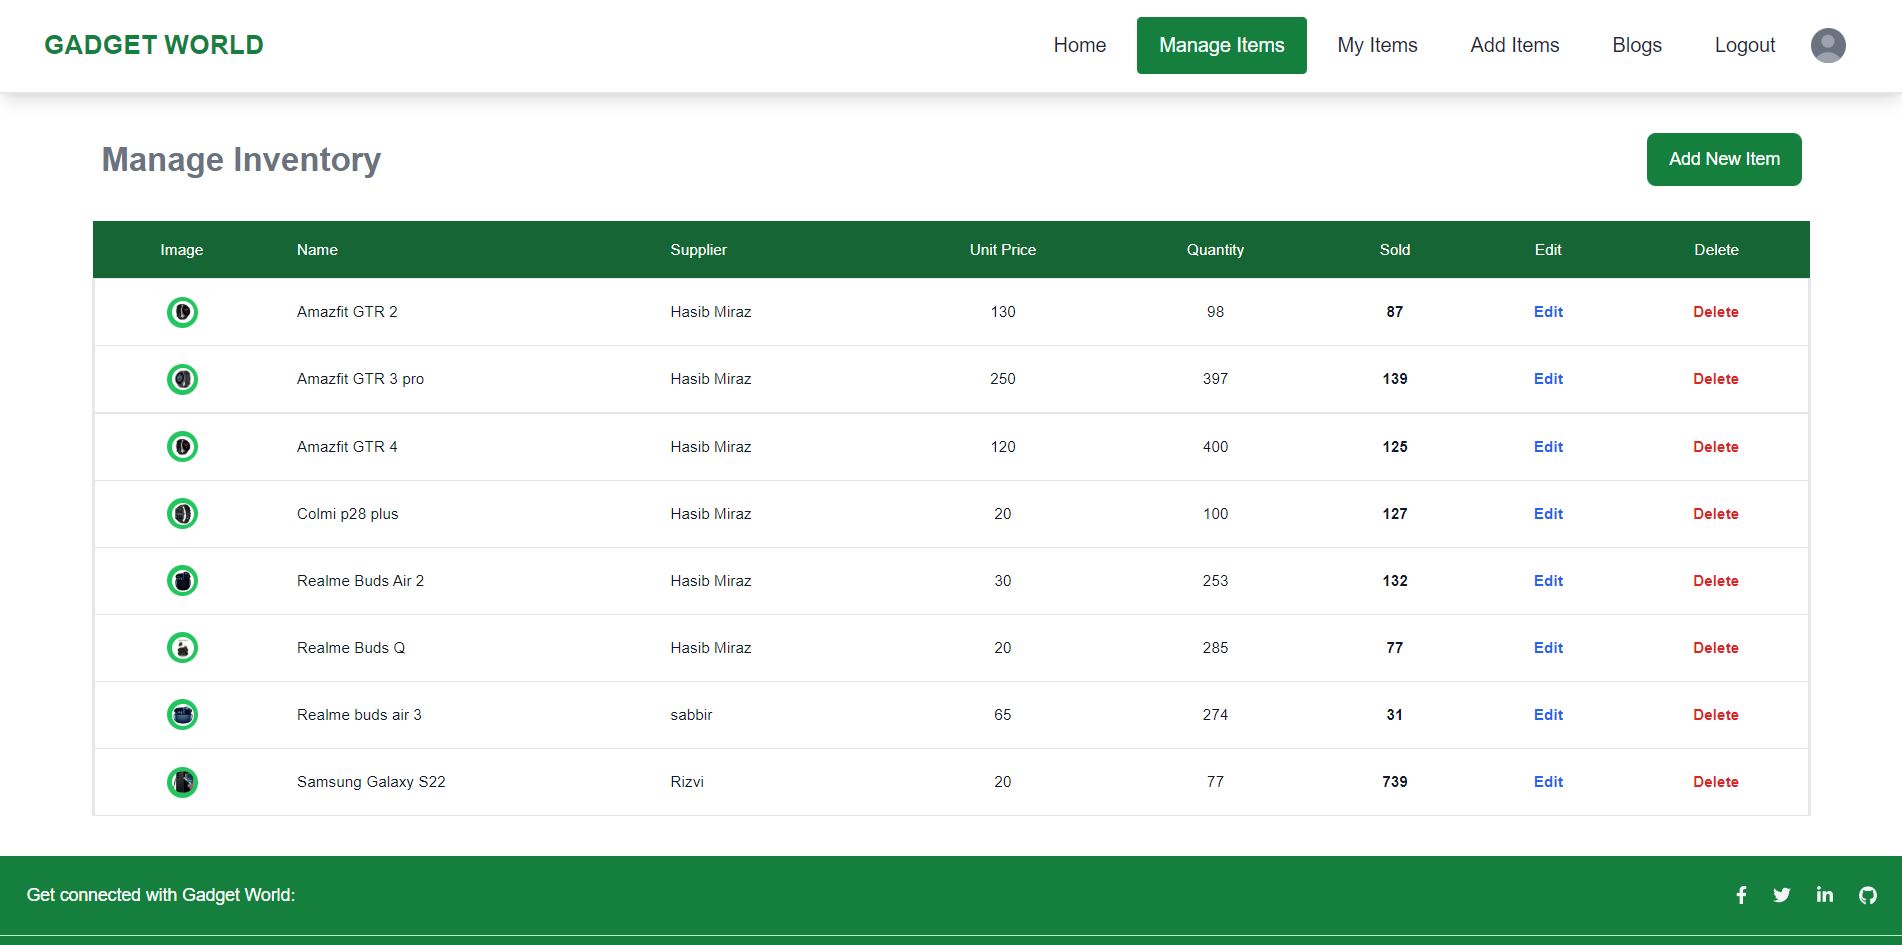 GADGET WORLD Home Manage Items My Items Add Items Blogs Logout
Manage Inventory Add New Item
Image Name Supplier Unit Price Quantity Sold Edit Delete
Amazfit GTR 2 Hasib Miraz 130 98 87 Edit Delete
Amazfit GTR 3 pro Hasib Miraz 250 397 139 Edit Delete
Amazfit GTR 4 Hasib Miraz 120 400 125 Edit Delete
Colmi p28 plus Hasib Miraz 20 100 127 Edit Delete
Realme Buds Air 2 Hasib Miraz 30 253 132 Edit Delete
Realme Buds Q Hasib Miraz 20 285 77 Edit Delete
Realme buds air 3 sabbir 65 274 31 Edit Delete
Samsung Galaxy S22 Rizvi 20 77 739 Edit Delete
Get connected with Gadget World: